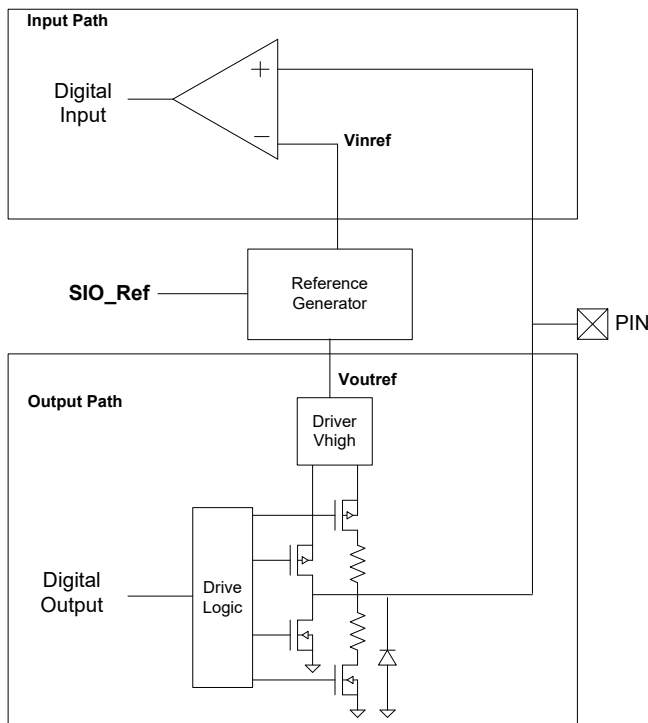 Input Path
+
Digital
Input
−
Vinref
Reference
Generator
SIO_Ref
PIN
Voutref
Output Path
Driver
Vhigh
Drive
Logic
Digital
Output